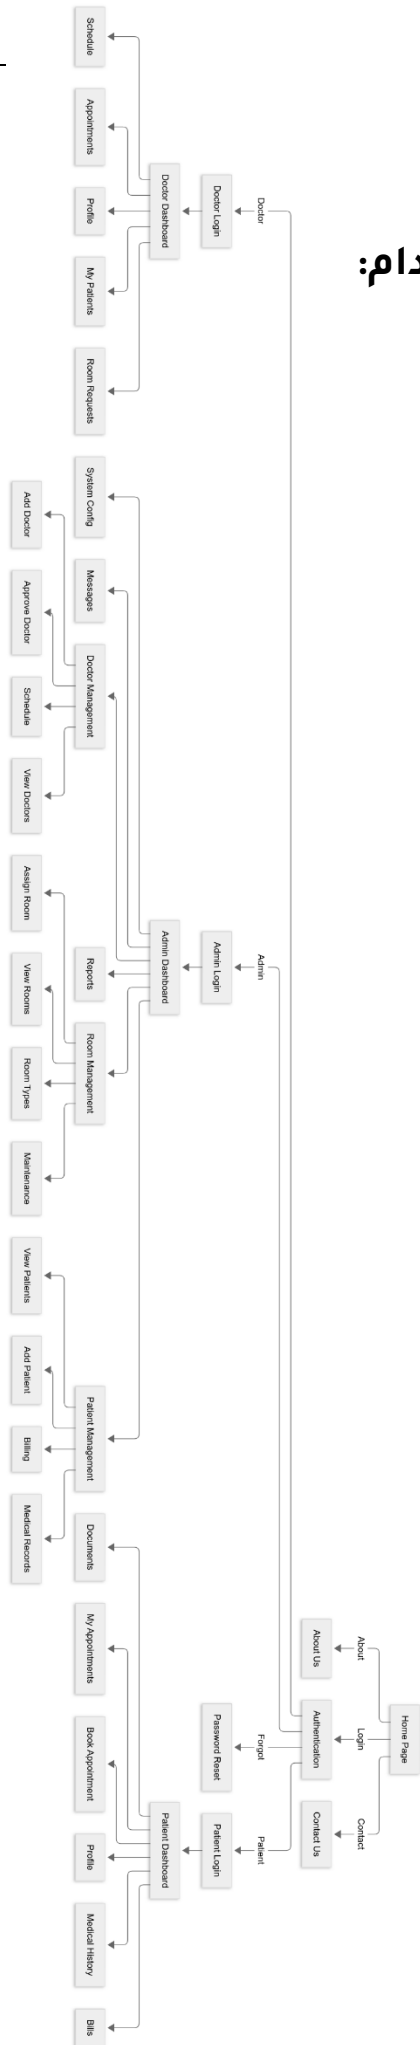 دام:
Home Page
About
Login
Contact
About Us
Authentication
Contact Us
Doctor
Admin
Forgot
Patient
Doctor Login
Admin Login
Password Reset
Patient Login
Doctor Dashboard
Admin Dashboard
Patient Dashboard
Schedule
Appointments
Profile
My Patients
Room Requests
System Config
Messages
Doctor Management
Reports
Room Management
Patient Management
Documents
My Appointments
Book Appointment
Profile
Medical History
Bills
Add Doctor
Approve Doctor
Schedule
View Doctors
Assign Room
View Rooms
Room Types
Maintenance
View Patients
Add Patient
Billing
Medical Records